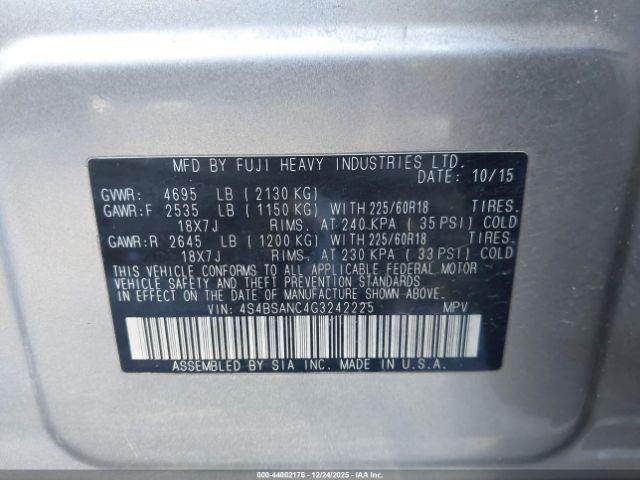 MFD BY FUJI HEAVY INDUSTRIES LTD.
DATE: 10/15
GVWR: 4695 LB (2130 KG)
GAWR:F 2535 LB (1150 KG) WITH 225/60R18 TIRES.
18X7J RIMS. AT 240 KPA (35 PSI) COLD
GAWR:R 2645 LB (1200 KG) WITH 225/60R18 TIRES.
18X7J RIMS. AT 230 KPA (33 PSI) COLD
THIS VEHICLE CONFORMS TO ALL APPLICABLE FEDERAL MOTOR
VEHICLE SAFETY AND THEFT PREVENTION STANDARDS
IN EFFECT ON THE DATE OF MANUFACTURE SHOWN ABOVE.
VIN: 4S4BSANC4G3242225 MPV
ASSEMBLED BY SIA INC. MADE IN U.S.A.
000-44002176 - 12/24/2025 - IAAI.COM